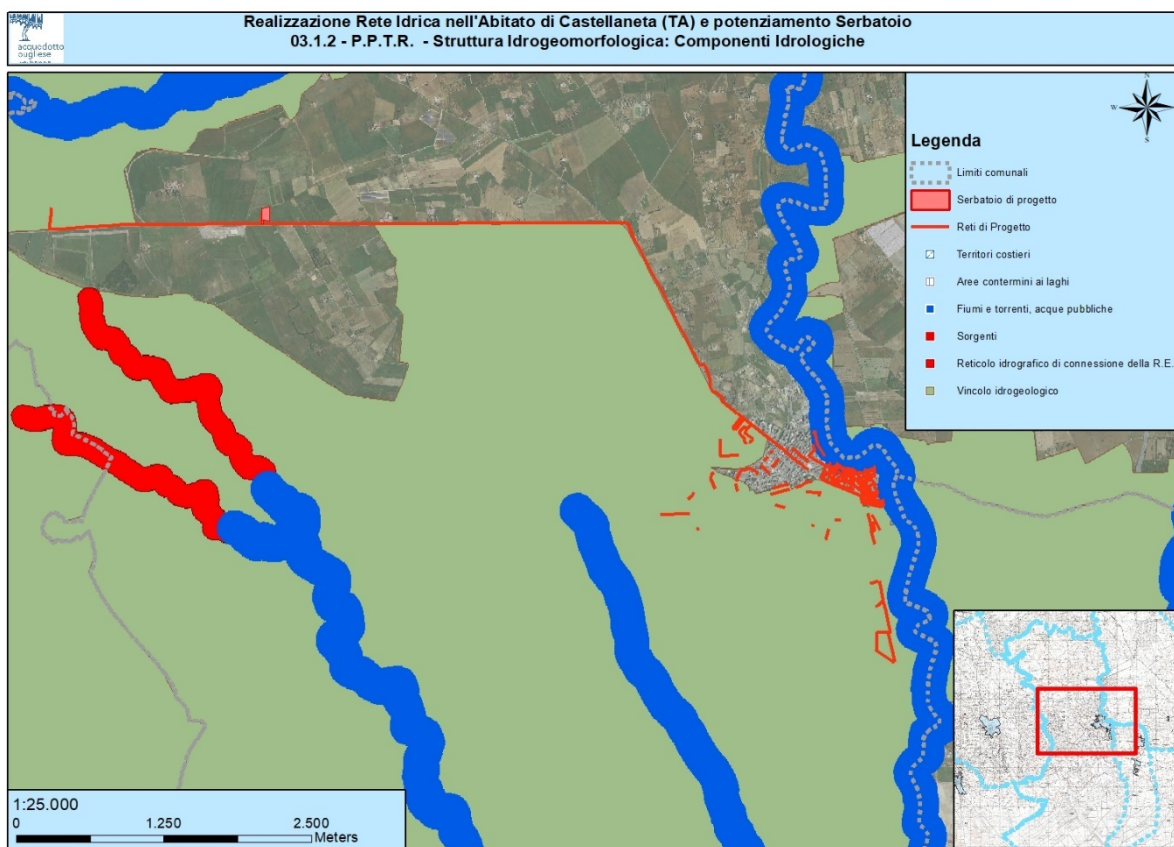 Realizzazione Rete Idrica nell'Abitato di Castellaneta (TA) e potenziamento Serbatoio
03.1.2 - P.P.T.R. - Struttura Idrogeomorfologica: Componenti Idrologiche
acquedotto
pugliese
N
W
E
S
Legenda
Limiti comunali
Serbatoio di progetto
Reti di Progetto
Territori costieri
Aree contermini ai laghi
Fiumi e torrenti, acque pubbliche
Sorgenti
Reticolo idrografico di connessione della R.E.
Vincolo idrogeologico
1:25.000
0 1.250 2.500
Meters